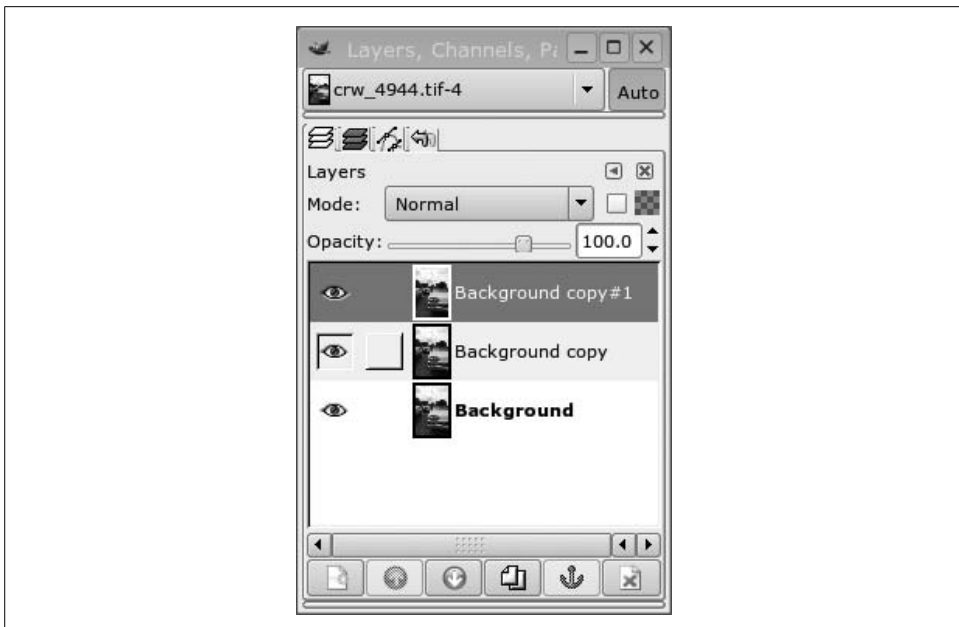 Layers, Channels, Pa
crw_4944.tif-4
Auto
Layers
Mode: Normal
Opacity: 100.0
Background copy#1
Background copy
Background